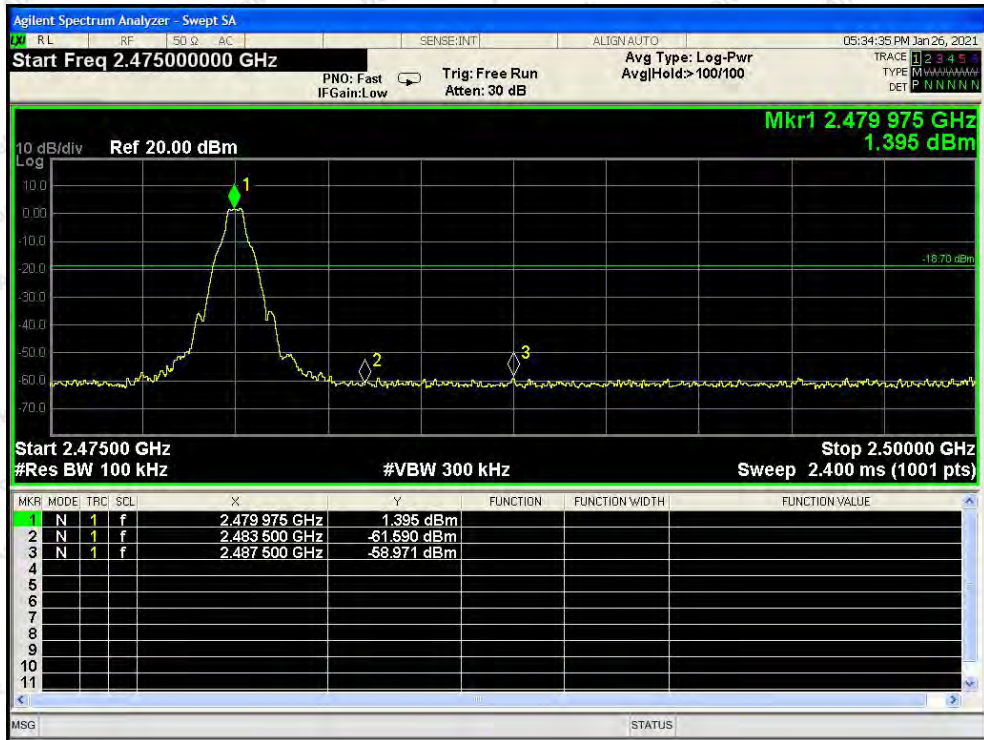 Agilent Spectrum Analyzer - Swept SA
LXI RL RF 50 Ω AC SENSE:INT ALIGN AUTO 05:34:35 PM Jan 26, 2021
Start Freq 2.475000000 GHz
PNO: Fast
IFGain:Low
Trig: Free Run
Atten: 30 dB
Avg Type: Log-Pwr
Avg|Hold:> 100/100
TRACE 1 2 3 4 5 6
TYPE M WWWWW
DET P N N N N N
Mkr1 2.479 975 GHz
1.395 dBm
10 dB/div Ref 20.00 dBm
Log
10.0
0.00
-10.0
-20.0
-30.0
-40.0
-50.0
-60.0
-70.0
1
2
3
-18.70 dBm
Start 2.47500 GHz Stop 2.50000 GHz
#Res BW 100 kHz #VBW 300 kHz Sweep 2.400 ms (1001 pts)
MKR MODE TRC SCL X Y FUNCTION FUNCTION WIDTH FUNCTION VALUE
1 N 1 f 2.479 975 GHz 1.395 dBm
2 N 1 f 2.483 500 GHz -61.590 dBm
3 N 1 f 2.487 500 GHz -58.971 dBm
4
5
6
7
8
9
10
11
MSG STATUS